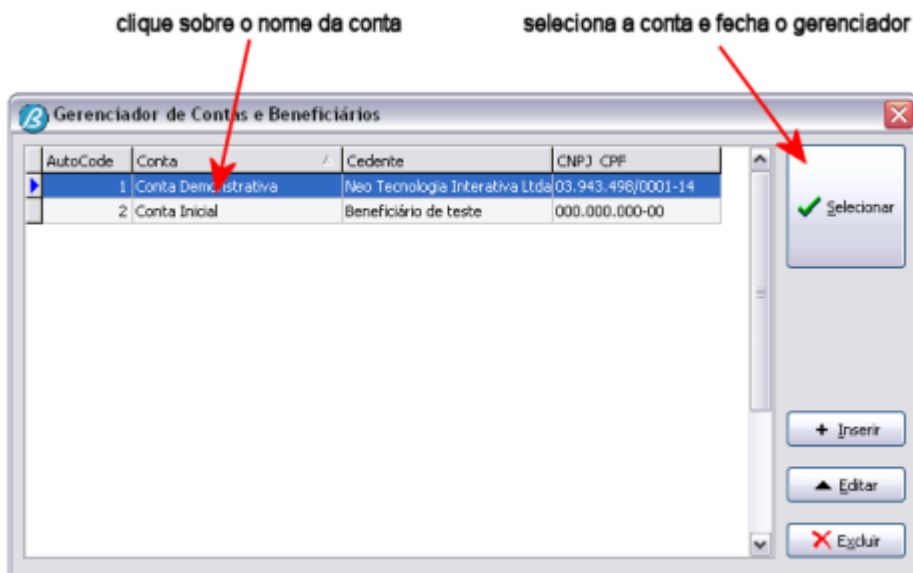 clique sobre o nome da conta seleciona a conta e fecha o gerenciador
Gerenciador de Contas e Beneficiários
AutoCode Conta Cedente CNPJ CPF
1 Conta Demonstrativa Neo Tecnologia Interativa Ltda 03.943.498/0001-14
2 Conta Inicial Beneficiário de teste 000.000.000-00
Selecionar
Inserir
Editar
Excluir